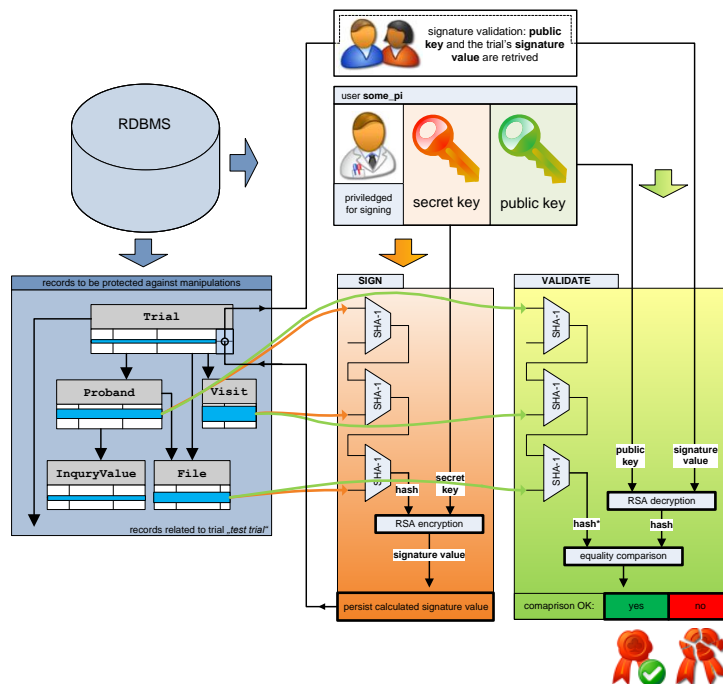 signature validation: public
key and the trial's signature
value are retrived
user some_pi
RDBMS
priviledged
for signing
secret key
public key
records to be protected against manipulations
SIGN
VALIDATE
Trial
SHA-1
SHA-1
Proband
Visit
SHA-1
SHA-1
InquryValue
File
SHA-1
SHA-1
public
key
signature
value
hash
secret
key
RSA decryption
RSA encryption
hash*
hash
records related to trial „test trial“
signature value
equality comparison
persist calculated signature value
comaprison OK:
yes
no